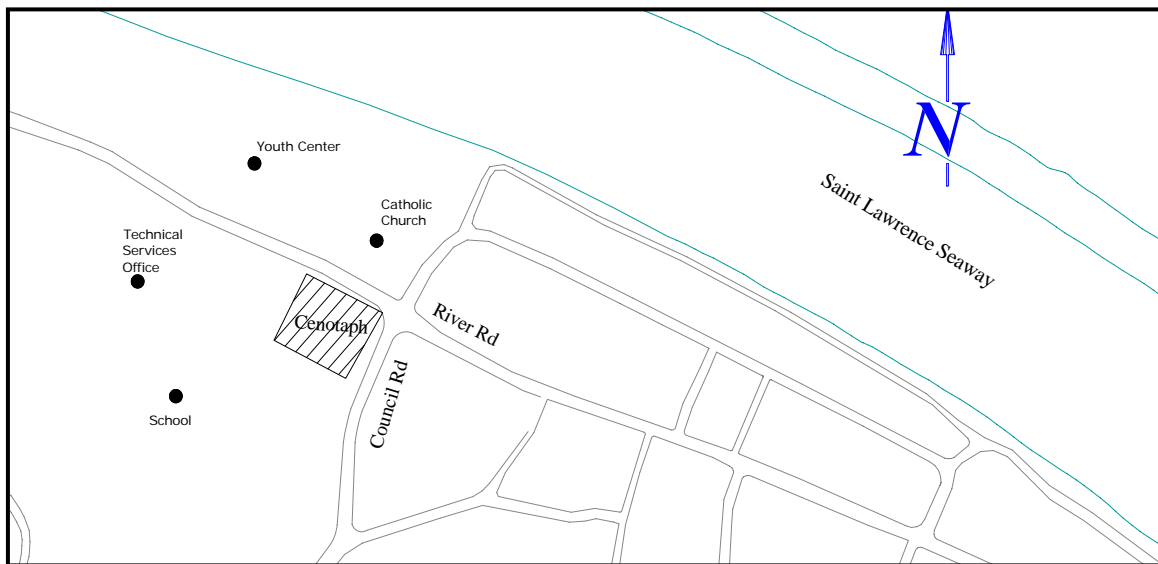 N
Youth Center
Saint Lawrence Seaway
Catholic
Church
Technical
Services
Office
Cenotaph
River Rd
Council Rd
School